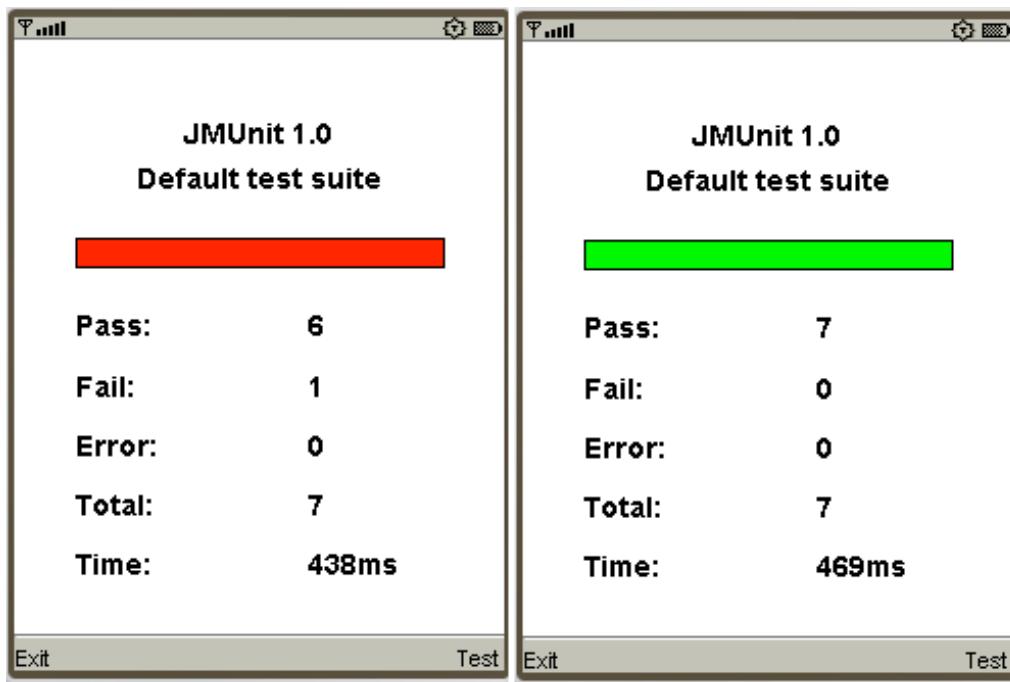 JMUnit 1.0
Default test suite
Pass: 6
Fail: 1
Error: 0
Total: 7
Time: 438ms
Exit Test
JMUnit 1.0
Default test suite
Pass: 7
Fail: 0
Error: 0
Total: 7
Time: 469ms
Exit Test